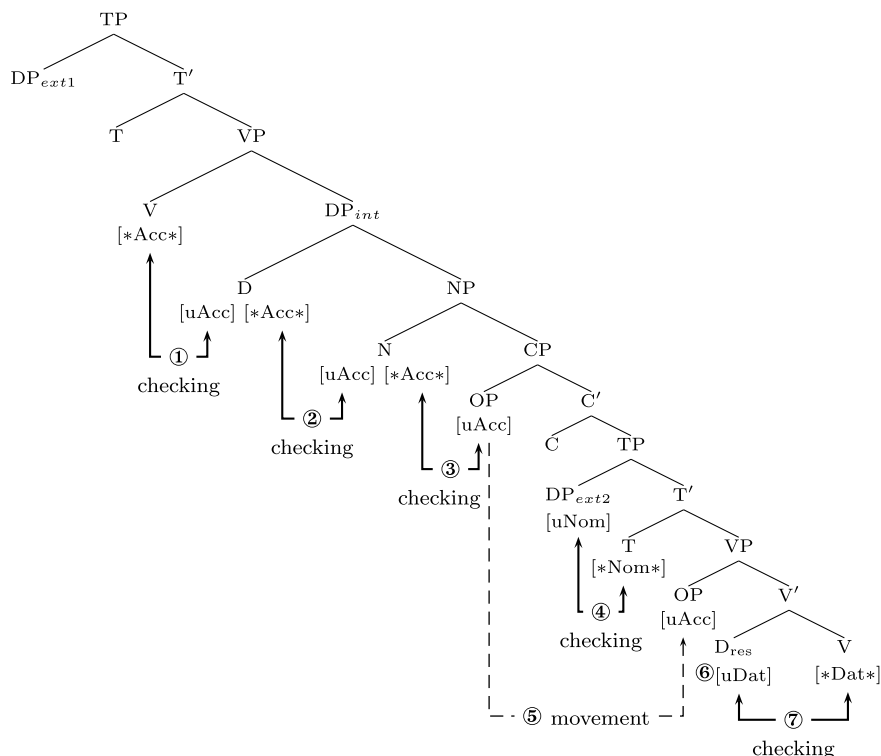 TP
DP_ext1 T′
T VP
V DP_int
[∗Acc∗]
D NP
[uAcc] [∗Acc∗]
N CP
① [uAcc] [∗Acc∗]
checking
OP C′
② [uAcc]
checking
C TP
③
checking
DP_ext2 T′
[uNom]
T VP
[∗Nom∗]
OP V′
④ [uAcc]
checking
D_res V
⑥ [uDat] [∗Dat∗]
⑤ movement ⑦
checking